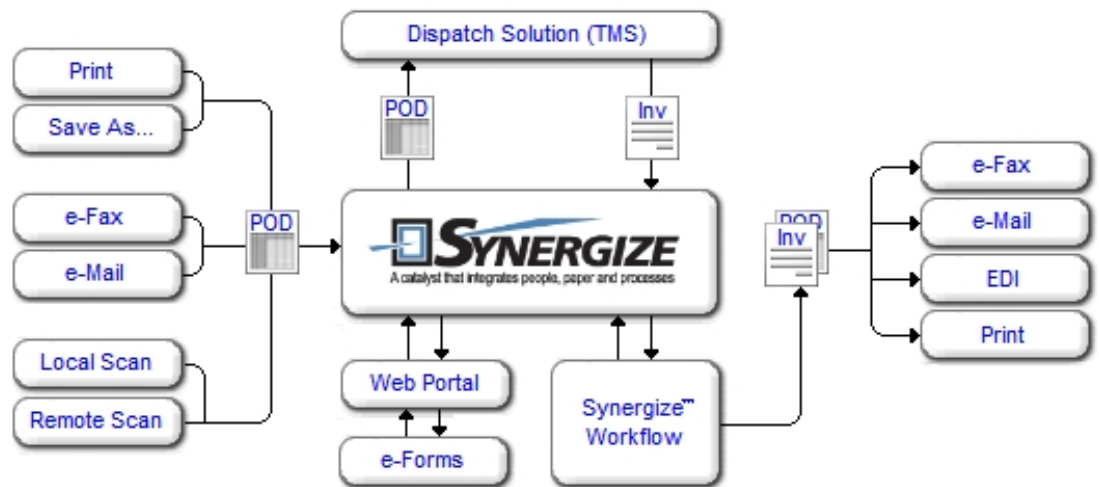 Dispatch Solution (TMS)
Print
Save As...
POD
Inv
e-Fax
e-Mail
POD
SYNERGIZE
A catalyst that integrates people, paper and processes
POD
Inv
e-Fax
e-Mail
EDI
Print
Local Scan
Remote Scan
Web Portal
e-Forms
Synergize™
Workflow